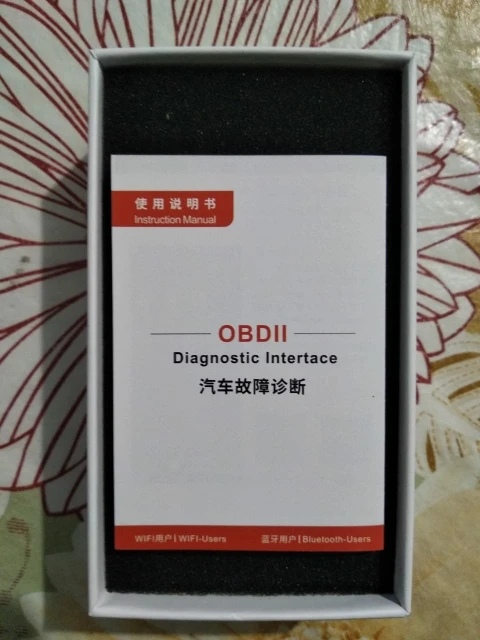 使用说明书
Instruction Manual
OBDII
Diagnostic Intertace
汽车故障诊断
WIFI用户 | WIFI-Users
蓝牙用户 | Bluetooth-Users